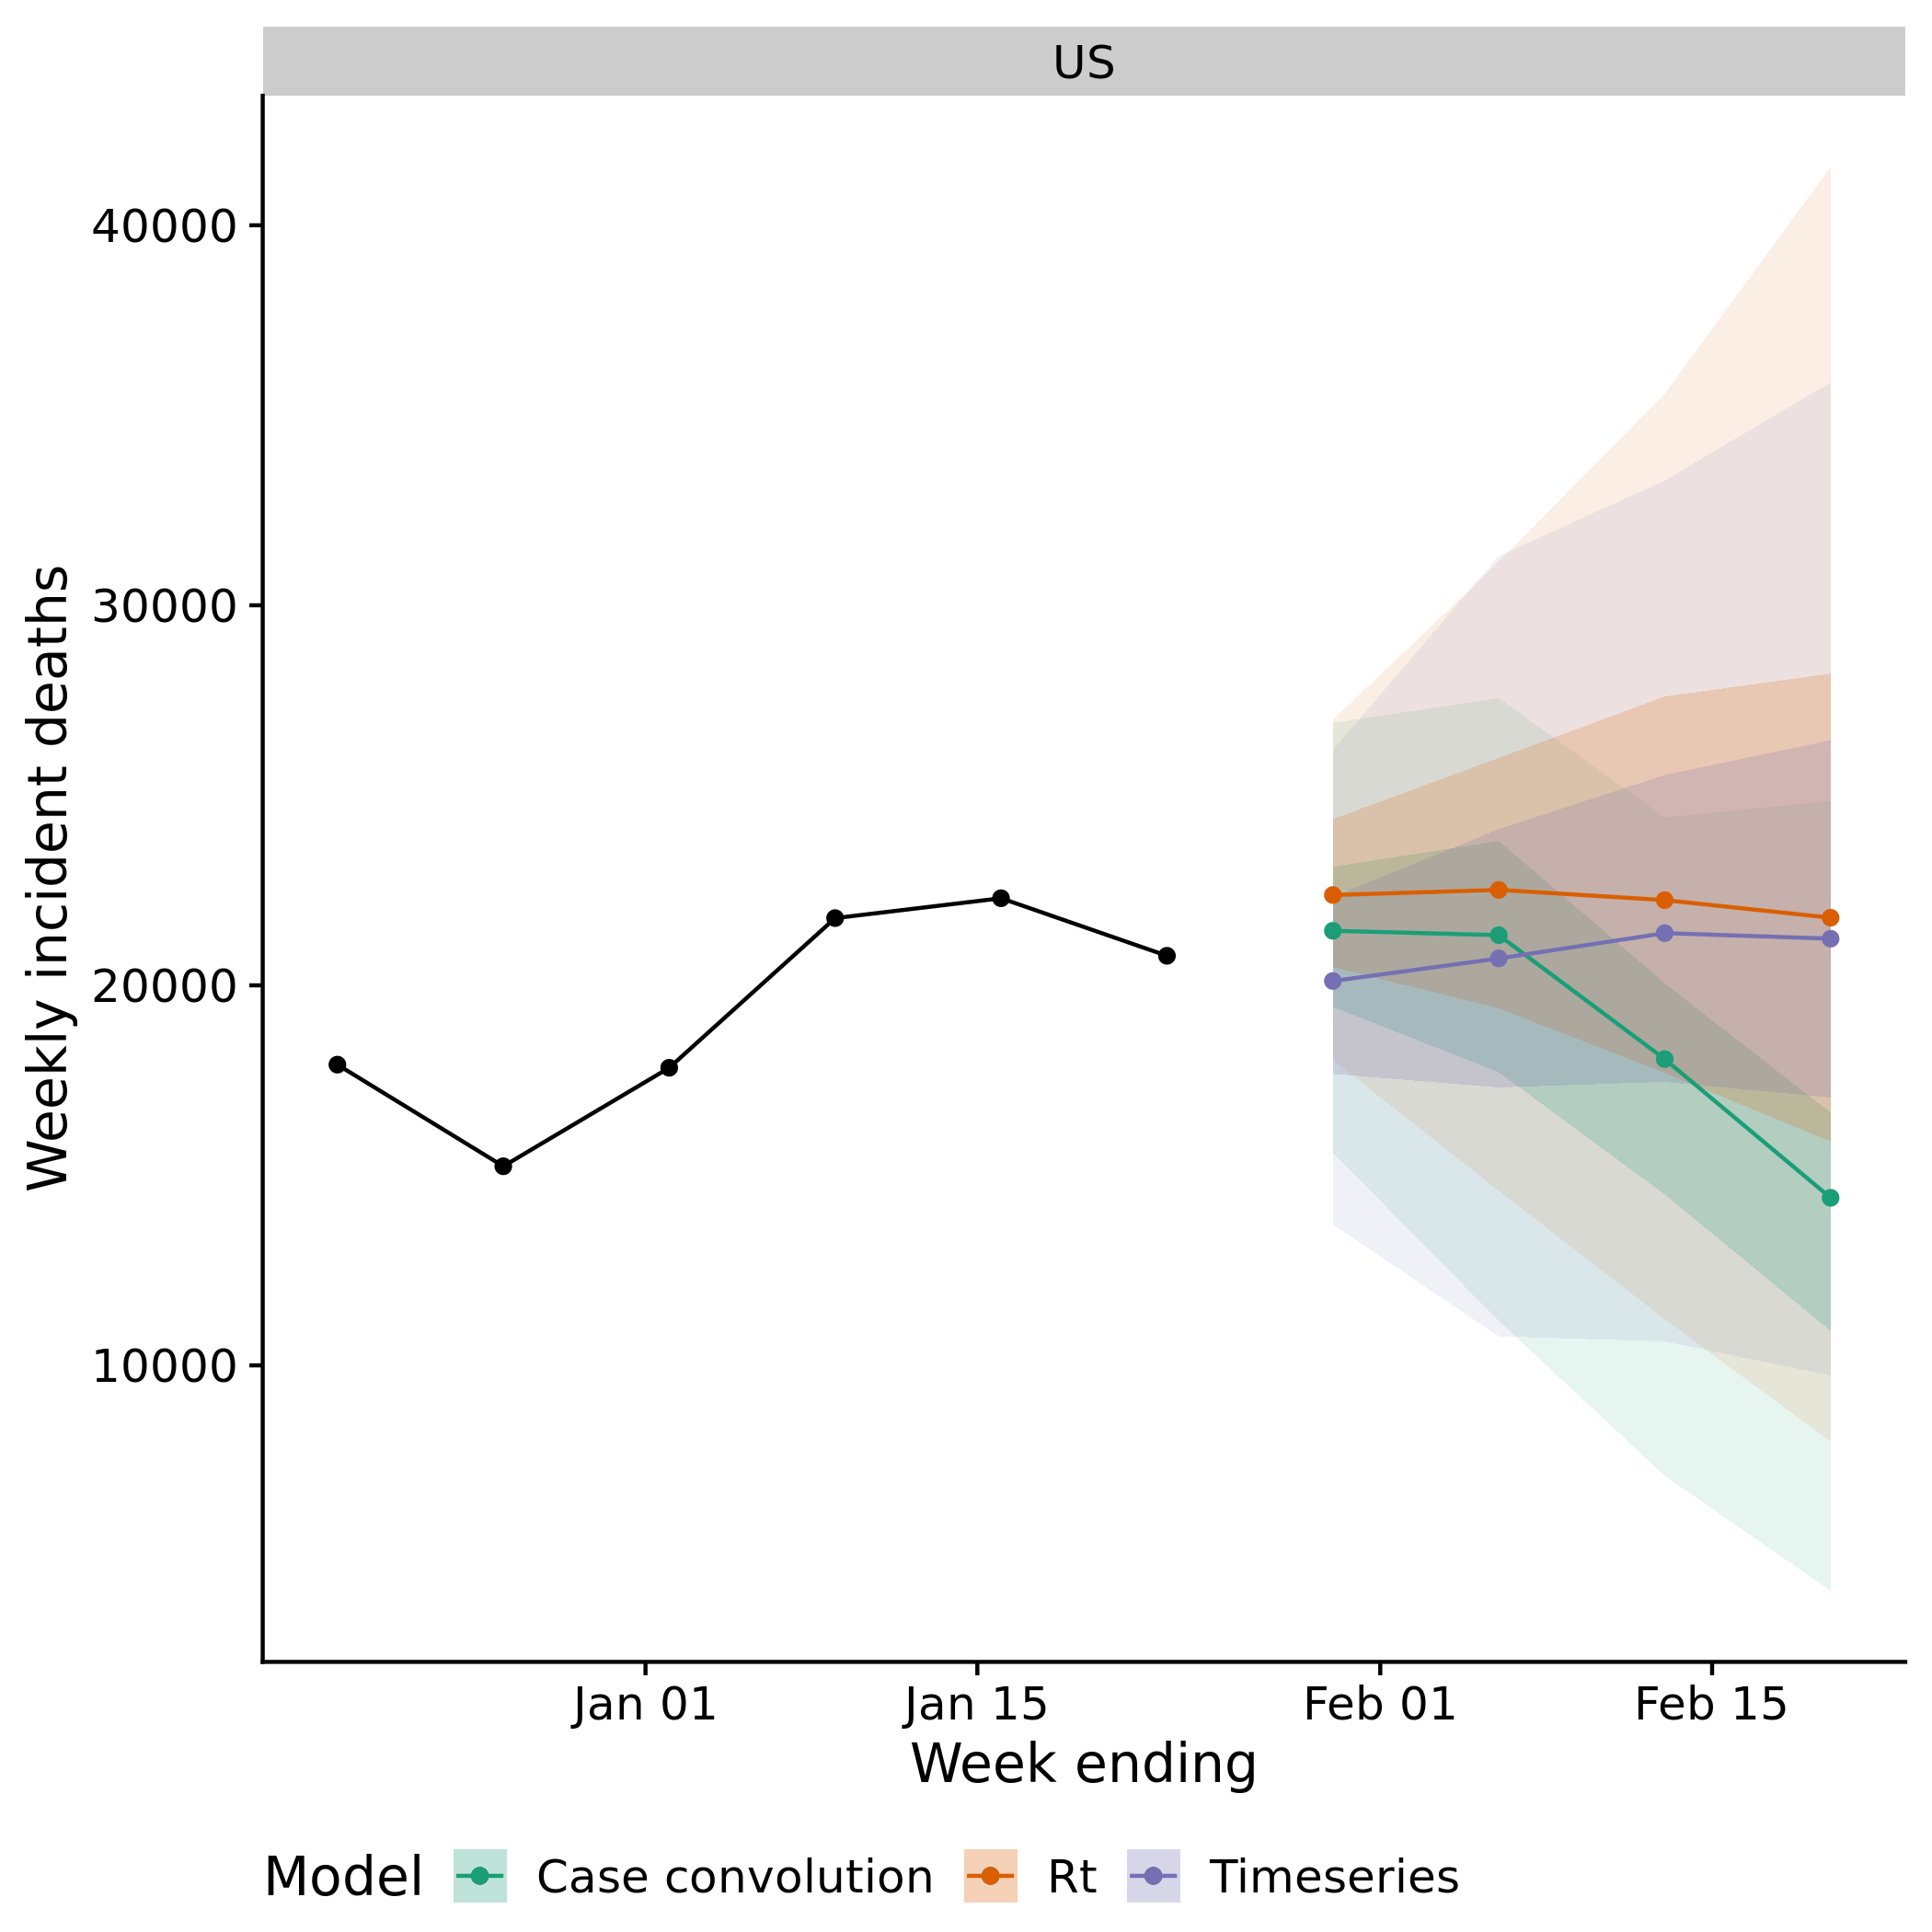 US
Weekly incident deaths
40000
30000
20000
10000
Jan 01 Jan 15 Feb 01 Feb 15
Week ending
Model Case convolution Rt Timeseries